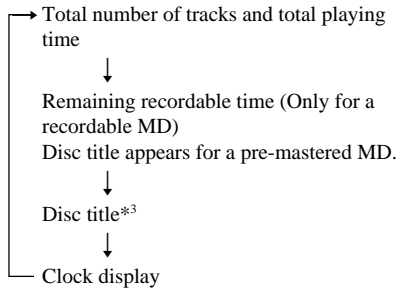 Total number of tracks and total playing
time
Remaining recordable time (Only for a
recordable MD)
Disc title appears for a pre-mastered MD.
Disc title*3
Clock display